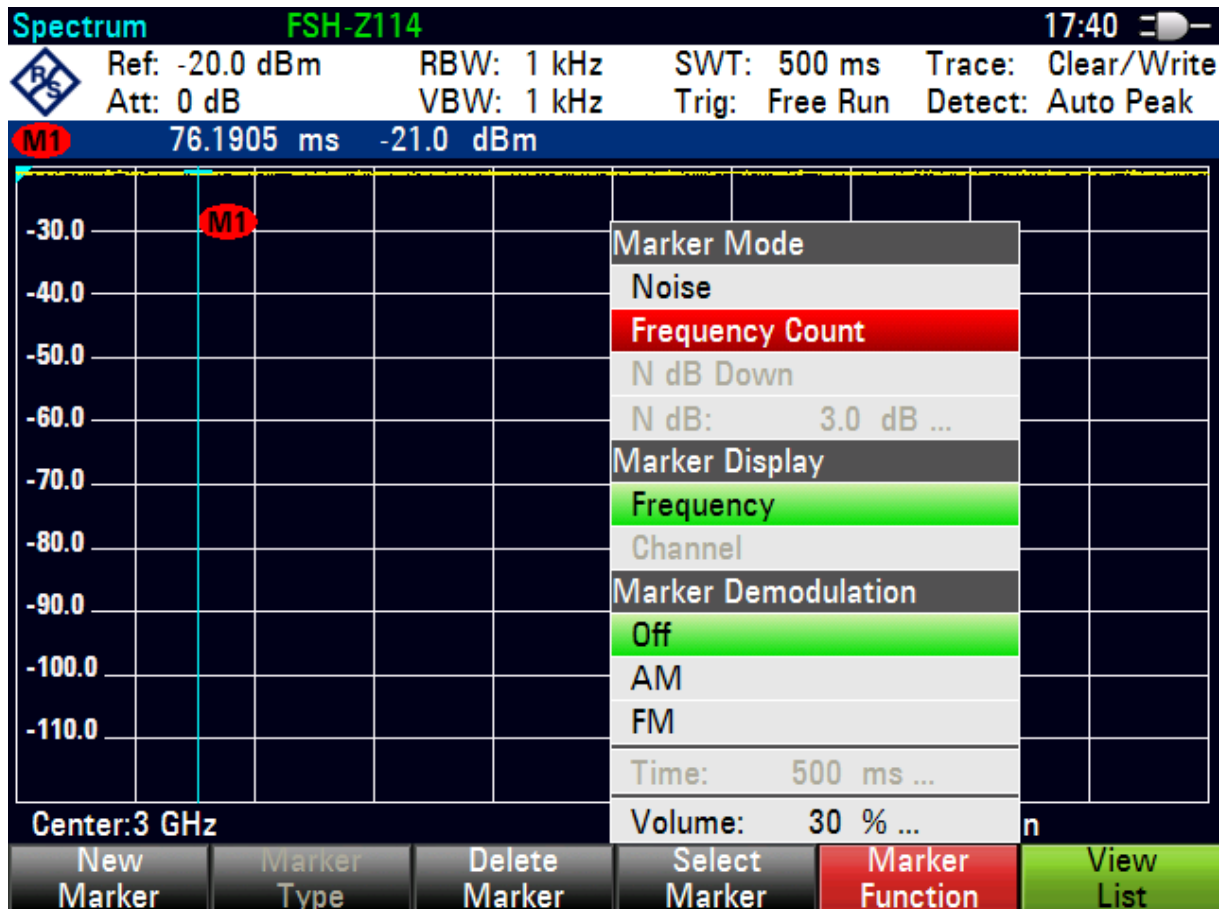 Spectrum FSH-Z114 17:40
R&S Ref: -20.0 dBm RBW: 1 kHz SWT: 500 ms Trace: Clear/Write
Att: 0 dB VBW: 1 kHz Trig: Free Run Detect: Auto Peak
M1 76.1905 ms -21.0 dBm
M1
-30.0
-40.0
-50.0
-60.0
-70.0
-80.0
-90.0
-100.0
-110.0
Marker Mode
Noise
Frequency Count
N dB Down
N dB: 3.0 dB ...
Marker Display
Frequency
Channel
Marker Demodulation
Off
AM
FM
Time: 500 ms ...
Volume: 30 % ...
Center:3 GHz n
New Marker
Marker Type
Delete Marker
Select Marker
Marker Function
View List